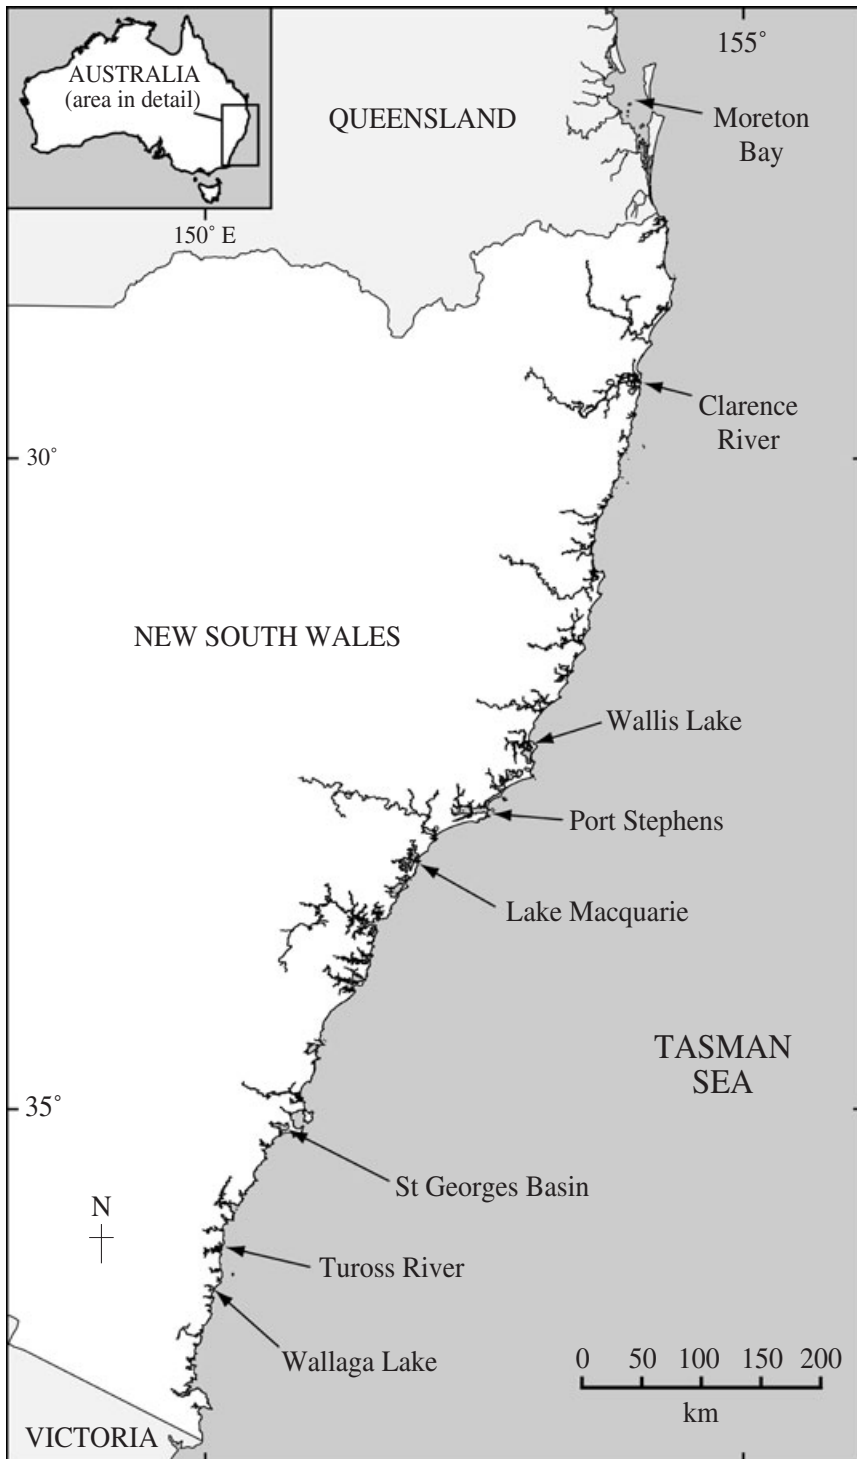 AUSTRALIA
(area in detail)
150˚ E
155˚
QUEENSLAND
Moreton
Bay
Clarence
River
30˚
NEW SOUTH WALES
Wallis Lake
Port Stephens
Lake Macquarie
TASMAN
SEA
35˚
St Georges Basin
N
Tuross River
Wallaga Lake
0 50 100 150 200
km
VICTORIA